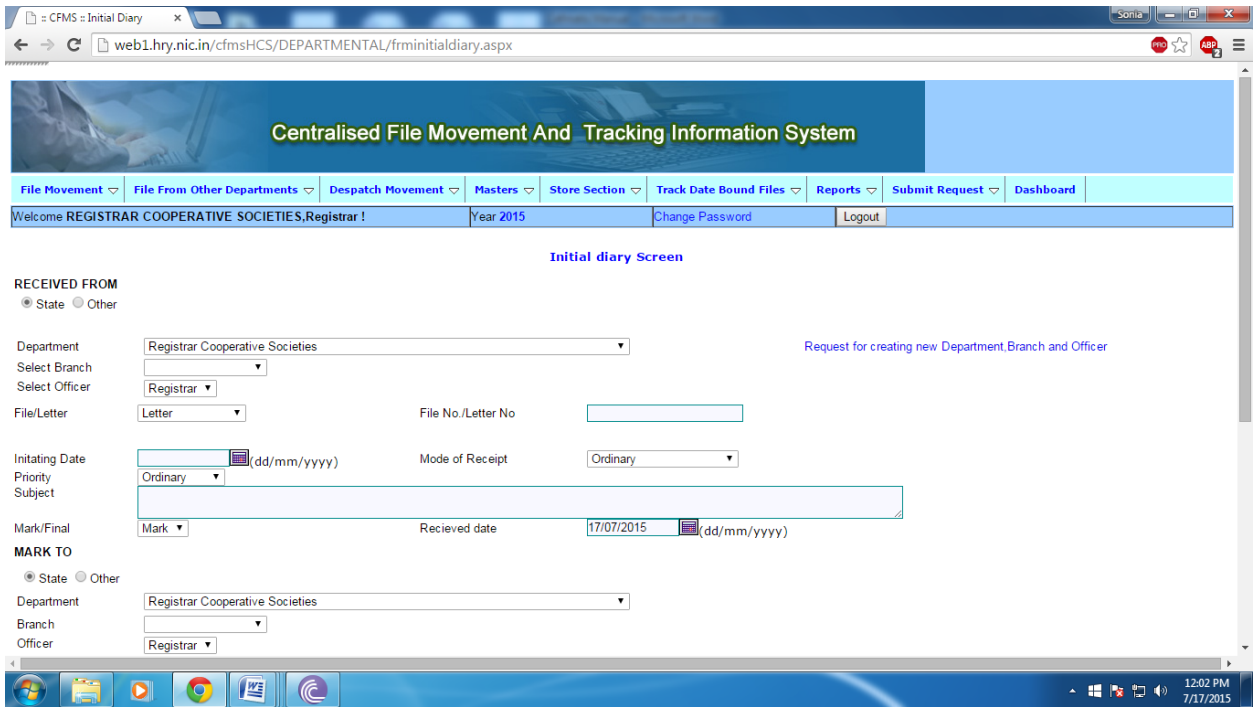 :: CFMS :: Initial Diary
Sonia
web1.hry.nic.in/cfmsHCS/DEPARTMENTAL/frminitialdiary.aspx
PRO ABP 2
Centralised File Movement And Tracking Information System
File Movement File From Other Departments Despatch Movement Masters Store Section Track Date Bound Files Reports Submit Request Dashboard
Welcome REGISTRAR COOPERATIVE SOCIETIES,Registrar ! Year 2015 Change Password Logout
Initial diary Screen
RECEIVED FROM
State Other
Department Registrar Cooperative Societies Request for creating new Department,Branch and Officer
Select Branch
Select Officer Registrar
File/Letter Letter File No./Letter No
Initating Date (dd/mm/yyyy) Mode of Receipt Ordinary
Priority Ordinary
Subject
Mark/Final Mark Recieved date 17/07/2015 (dd/mm/yyyy)
MARK TO
State Other
Department Registrar Cooperative Societies
Branch
Officer Registrar
12:02 PM
7/17/2015